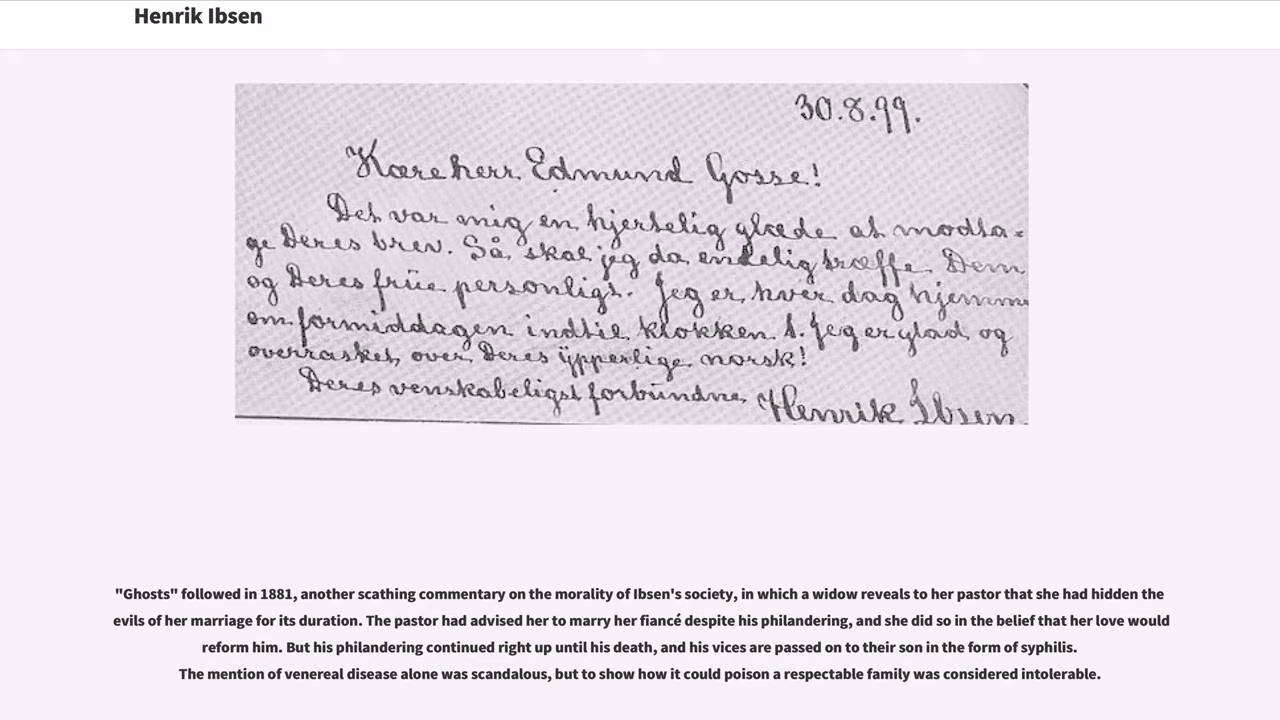 Henrik Ibsen
30.8.99.
Kære herr Edmund Gosse!
Det var mig en hjertelig glæde at modta-
ge Deres brev. Så skal jeg da endelig træffe Dem
og Deres frue personligt. Jeg er hver dag hjemme
om formiddagen indtil klokken 1. Jeg er glad og
overrasket over Deres ypperlige norsk!
Deres venskabeligst forbundne Henrik Ibsen
"Ghosts" followed in 1881, another scathing commentary on the morality of Ibsen's society, in which a widow reveals to her pastor that she had hidden the
evils of her marriage for its duration. The pastor had advised her to marry her fiancé despite his philandering, and she did so in the belief that her love would
reform him. But his philandering continued right up until his death, and his vices are passed on to their son in the form of syphilis.
The mention of venereal disease alone was scandalous, but to show how it could poison a respectable family was considered intolerable.